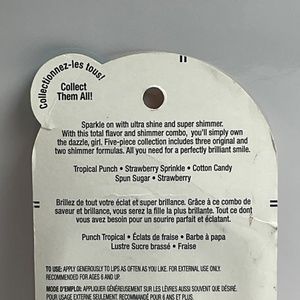 Collectionnez-les tous!
Collect
Them All!
Sparkle on with ultra shine and super shimmer.
With this total flavor and shimmer combo, you'll simply own
the dazzle, girl. Five-piece collection includes three original and
two shimmer formulas. All you need for a perfectly brilliant smile.
Tropical Punch • Strawberry Sprinkle • Cotton Candy
Spun Sugar • Strawberry
Brillez de tout votre éclat et super brillance. Grâce à ce combo de
saveur et brillance, vous serez la fille la plus brillante. Tout ce dont
vous avez besoin pour un sourire parfait et éclatant.
Punch Tropical • Éclats de fraise • Barbe à papa
Lustre Sucre brassé • Fraise
TO USE: APPLY GENEROUSLY TO LIPS AS OFTEN AS YOU LIKE. FOR EXTERNAL USE ONLY.
RECOMMENDED FOR AGES 6 AND UP.
MODE D'EMPLOI: APPLIQUER GÉNÉREUSEMENT SUR LES LÈVRES AUSSI SOUVENT QUE DÉSIRÉ.
POUR USAGE EXTERNE SEULEMENT. RECOMMANDÉ POUR 6 ANS ET PLUS.